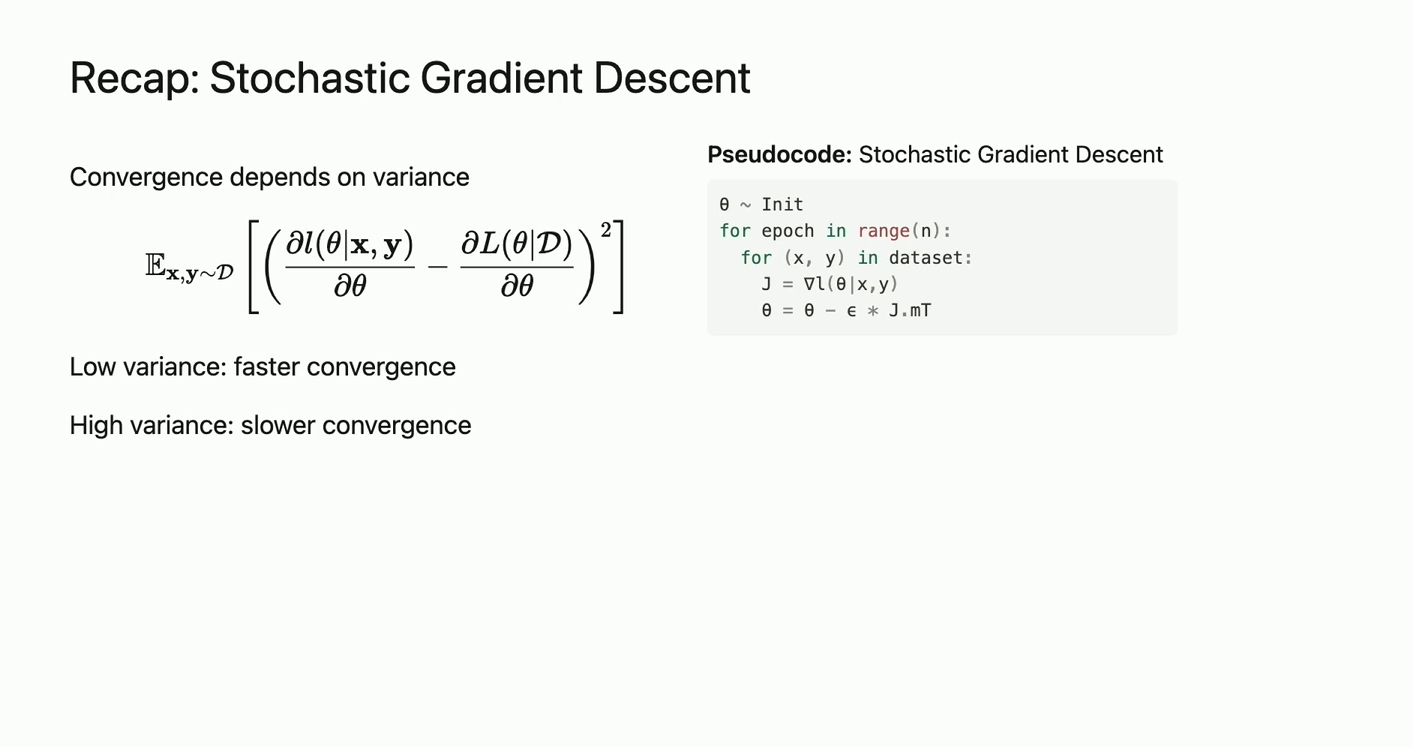 Recap: Stochastic Gradient Descent
Convergence depends on variance
$\mathbb{E}_{\mathbf{x},\mathbf{y}\sim\mathcal{D}}\left[\left(\frac{\partial l(\theta|\mathbf{x},\mathbf{y})}{\partial\theta}-\frac{\partial L(\theta|\mathcal{D})}{\partial\theta}\right)^2\right]$
Low variance: faster convergence
High variance: slower convergence
Pseudocode: Stochastic Gradient Descent
θ ~ Init
for epoch in range(n):
  for (x, y) in dataset:
    J = ∇l(θ|x,y)
    θ = θ − ϵ * J.mT